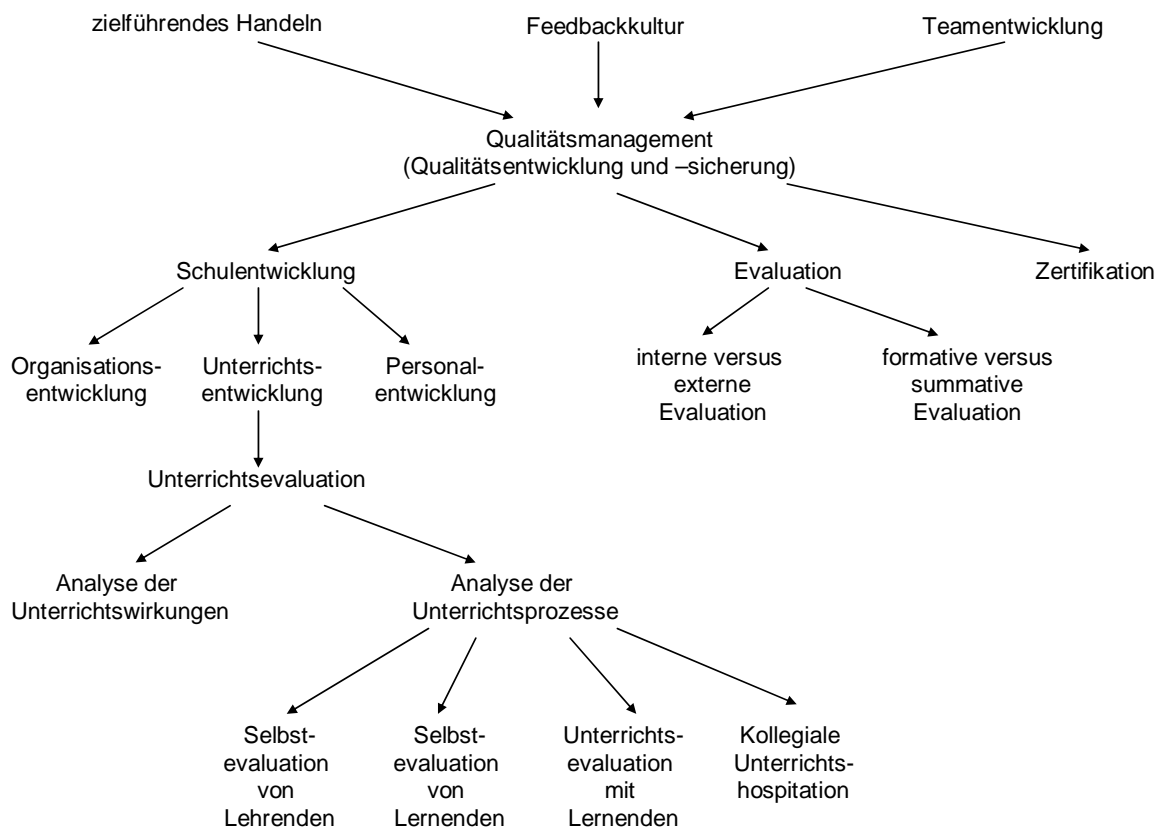 zielführendes Handeln
Feedbackkultur
Teamentwicklung
Qualitätsmanagement
(Qualitätsentwicklung und –sicherung)
Schulentwicklung
Evaluation
Zertifikation
Organisations-
entwicklung
Unterrichts-
entwicklung
Personal-
entwicklung
interne versus
externe
Evaluation
formative versus
summative
Evaluation
Unterrichtsevaluation
Analyse der
Unterrichtswirkungen
Analyse der
Unterrichtsprozesse
Selbst-
evaluation
von
Lehrenden
Selbst-
evaluation
von
Lernenden
Unterrichts-
evaluation
mit
Lernenden
Kollegiale
Unterrichts-
hospitation